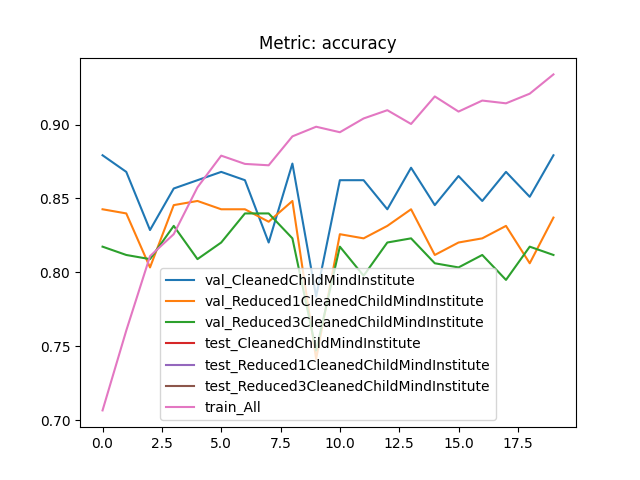 Metric: accuracy
0.90
0.85
0.80
0.75
0.70
val_CleanedChildMindInstitute
val_Reduced1CleanedChildMindInstitute
val_Reduced3CleanedChildMindInstitute
test_CleanedChildMindInstitute
test_Reduced1CleanedChildMindInstitute
test_Reduced3CleanedChildMindInstitute
train_All
0.0 2.5 5.0 7.5 10.0 12.5 15.0 17.5